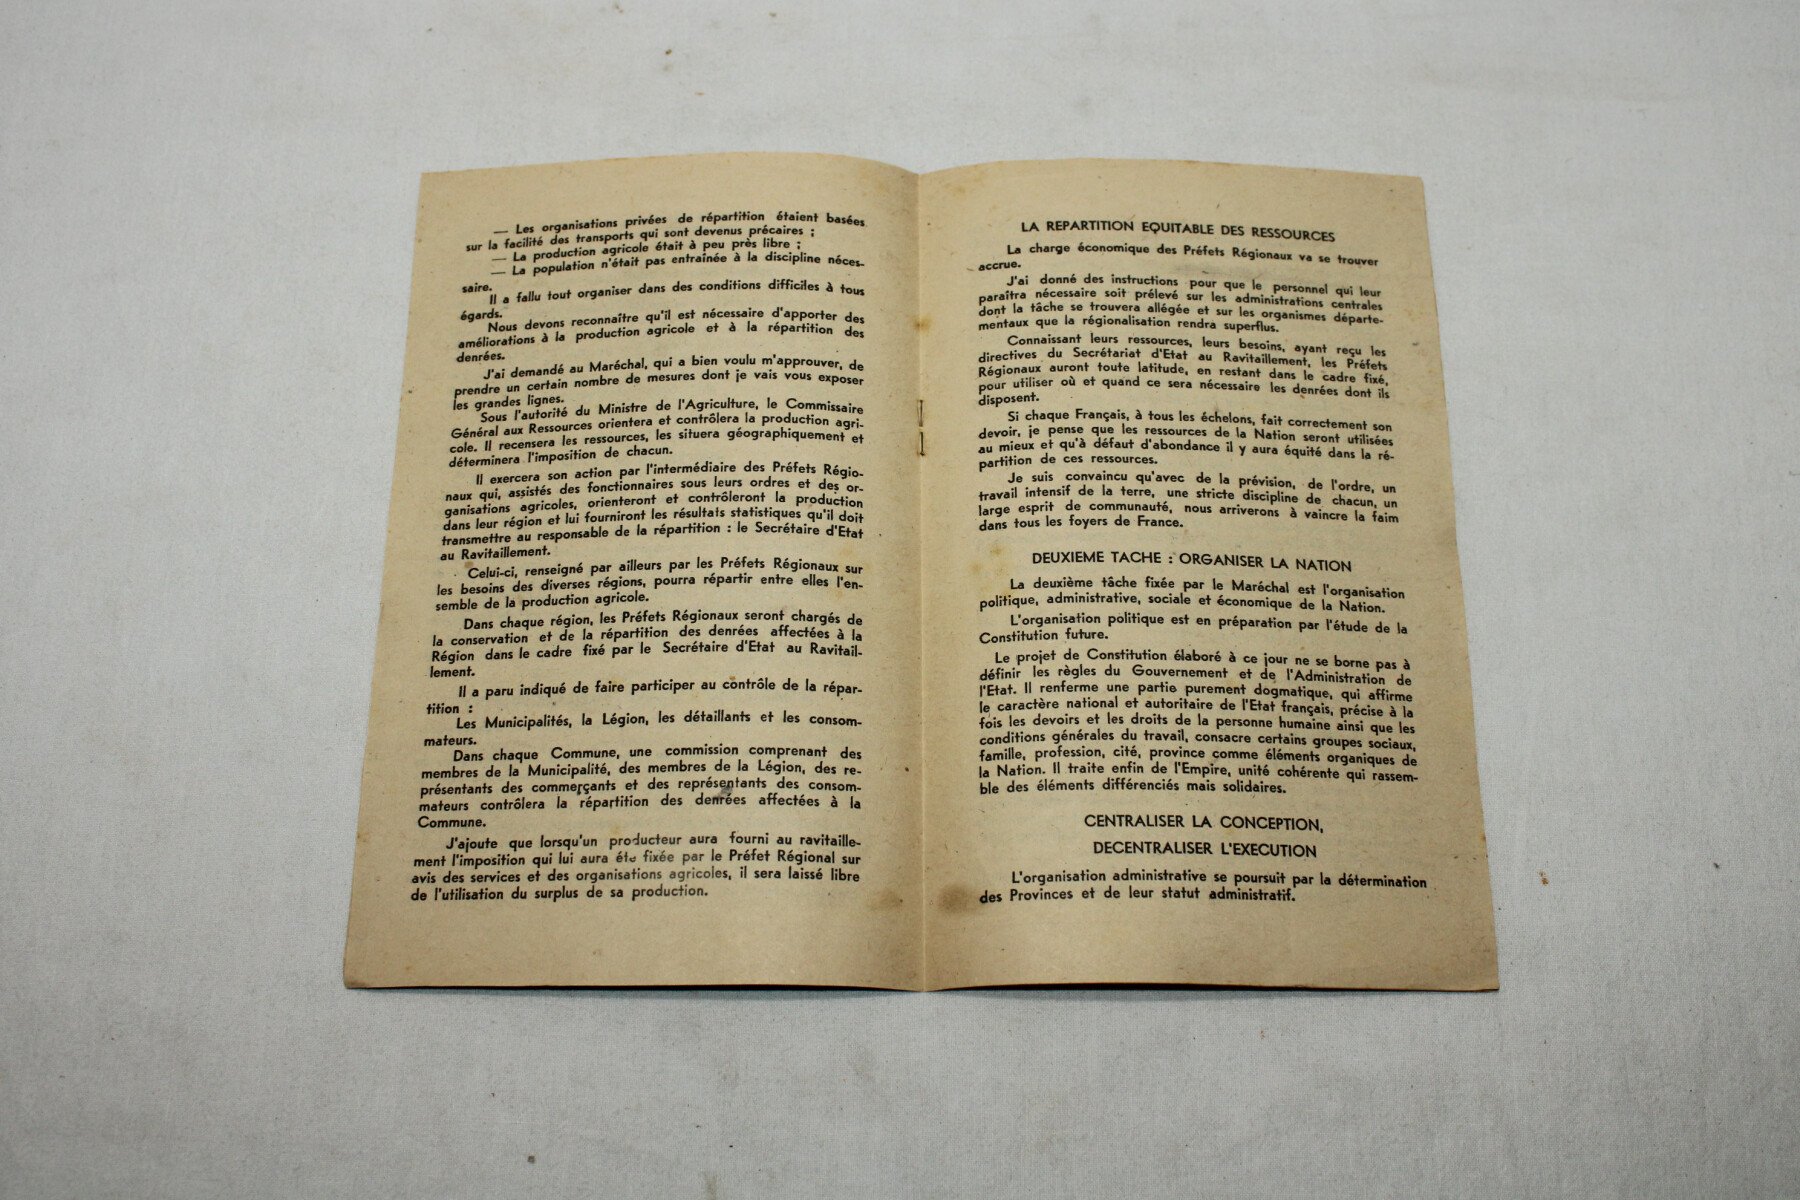 — Les organisations privées de répartition étaient basées
sur la facilité des transports qui sont devenus précaires ;
— La production agricole était à peu près libre ;
— La population n'était pas entraînée à la discipline néces-
saire.
Il a fallu tout organiser dans des conditions difficiles à tous
égards.
Nous devons reconnaître qu'il est nécessaire d'apporter des
améliorations à la production agricole et à la répartition des
denrées.
J'ai demandé au Maréchal, qui a bien voulu m'approuver, de
prendre un certain nombre de mesures dont je vais vous exposer
les grandes lignes.
Sous l'autorité du Ministre de l'Agriculture, le Commissaire
Général aux Ressources orientera et contrôlera la production agri-
cole. Il recensera les ressources, les situera géographiquement et
déterminera l'imposition de chacun.
Il exercera son action par l'intermédiaire des Préfets Régio-
naux qui, assistés des fonctionnaires sous leurs ordres et des or-
ganisations agricoles, orienteront et contrôleront la production
dans leur région et lui fourniront les résultats statistiques qu'il doit
transmettre au responsable de la répartition : le Secrétaire d'Etat
au Ravitaillement.
Celui-ci, renseigné par ailleurs par les Préfets Régionaux sur
les besoins des diverses régions, pourra répartir entre elles l'en-
semble de la production agricole.
Dans chaque région, les Préfets Régionaux seront chargés de
la conservation et de la répartition des denrées affectées à la
Région dans le cadre fixé par le Secrétaire d'Etat au Ravitail-
lement.
Il a paru indiqué de faire participer au contrôle de la répar-
tition :
Les Municipalités, la Légion, les détaillants et les consom-
mateurs.
Dans chaque Commune, une commission comprenant des
membres de la Municipalité, des membres de la Légion, des re-
présentants des commerçants et des représentants des consom-
mateurs contrôlera la répartition des denrées affectées à la
Commune.
J'ajoute que lorsqu'un producteur aura fourni au ravitaille-
ment l'imposition qui lui aura été fixée par le Préfet Régional sur
avis des services et des organisations agricoles, il sera laissé libre
de l'utilisation du surplus de sa production.
LA REPARTITION EQUITABLE DES RESSOURCES
La charge économique des Préfets Régionaux va se trouver
accrue.
J'ai donné des instructions pour que le personnel qui leur
paraîtra nécessaire soit prélevé sur les administrations centrales
dont la tâche se trouvera allégée et sur les organismes départe-
mentaux que la régionalisation rendra superflus.
Connaissant leurs ressources, leurs besoins, ayant reçu les
directives du Secrétariat d'Etat au Ravitaillement, les Préfets
Régionaux auront toute latitude, en restant dans le cadre fixé,
pour utiliser où et quand ce sera nécessaire les denrées dont ils
disposent.
Si chaque Français, à tous les échelons, fait correctement son
devoir, je pense que les ressources de la Nation seront utilisées
au mieux et qu'à défaut d'abondance il y aura équité dans la ré-
partition de ces ressources.
Je suis convaincu qu'avec de la prévision, de l'ordre, un
travail intensif de la terre, une stricte discipline de chacun, un
large esprit de communauté, nous arriverons à vaincre la faim
dans tous les foyers de France.
DEUXIEME TACHE : ORGANISER LA NATION
La deuxième tâche fixée par le Maréchal est l'organisation
politique, administrative, sociale et économique de la Nation.
L'organisation politique est en préparation par l'étude de la
Constitution future.
Le projet de Constitution élaboré à ce jour ne se borne pas à
définir les règles du Gouvernement et de l'Administration de
l'Etat. Il renferme une partie purement dogmatique, qui affirme
le caractère national et autoritaire de l'Etat français, précise à la
fois les devoirs et les droits de la personne humaine ainsi que les
conditions générales du travail, consacre certains groupes sociaux,
famille, profession, cité, province comme éléments organiques de
la Nation. Il traite enfin de l'Empire, unité cohérente qui rassem-
ble des éléments différenciés mais solidaires.
CENTRALISER LA CONCEPTION,
DECENTRALISER L'EXECUTION
L'organisation administrative se poursuit par la détermination
des Provinces et de leur statut administratif.